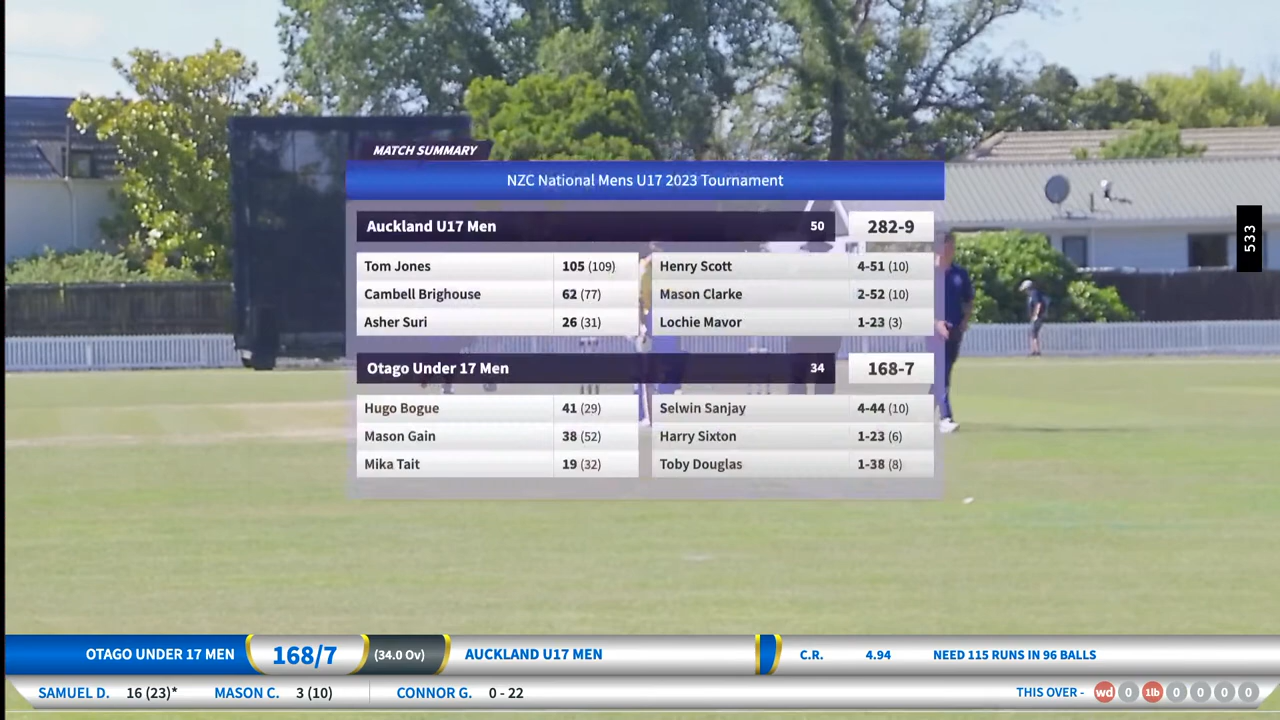 MATCH SUMMARY
NZC National Mens U17 2023 Tournament
Auckland U17 Men 50 282-9
Tom Jones 105 (109) Henry Scott 4-51 (10)
Cambell Brighouse 62 (77) Mason Clarke 2-52 (10)
Asher Suri 26 (31) Lochie Mavor 1-23 (3)
Otago Under 17 Men 34 168-7
Hugo Bogue 41 (29) Selwin Sanjay 4-44 (10)
Mason Gain 38 (52) Harry Sixton 1-23 (6)
Mika Tait 19 (32) Toby Douglas 1-38 (8)
533
OTAGO UNDER 17 MEN 168/7 (34.0 Ov) AUCKLAND U17 MEN C.R. 4.94 NEED 115 RUNS IN 96 BALLS
SAMUEL D. 16 (23)* MASON C. 3 (10) CONNOR G. 0 - 22 THIS OVER - wd 0 1lb 0 0 0 0